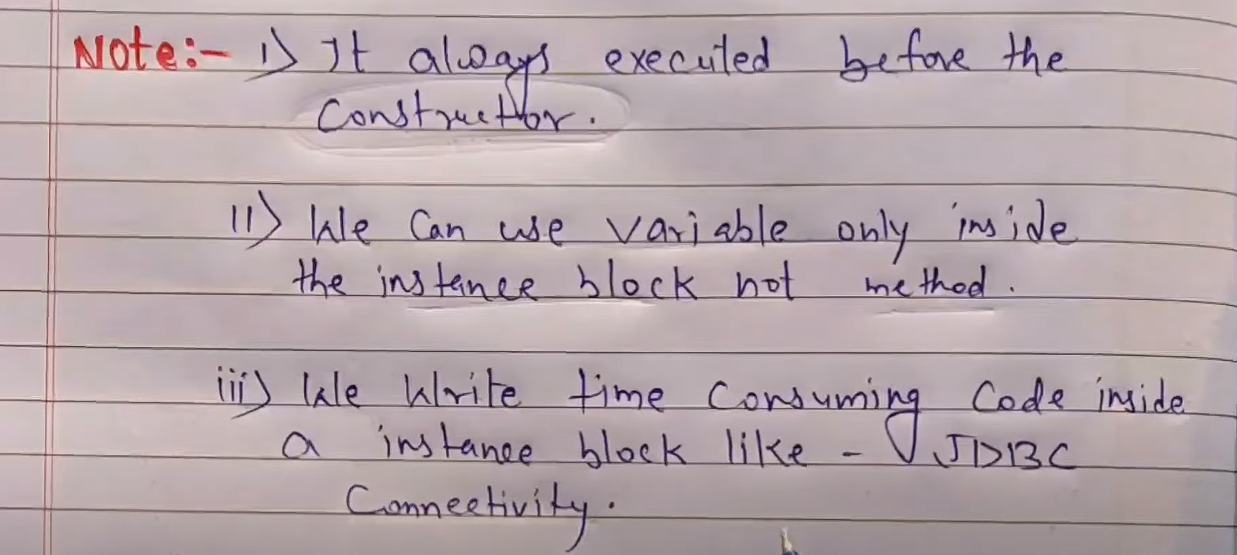 Note:- i) It always executed before the
Constructor.
ii) We Can use variable only inside
the instance block not method.
iii) We Write time Consuming Code inside
a instance block like - JDBC
Connectivity.